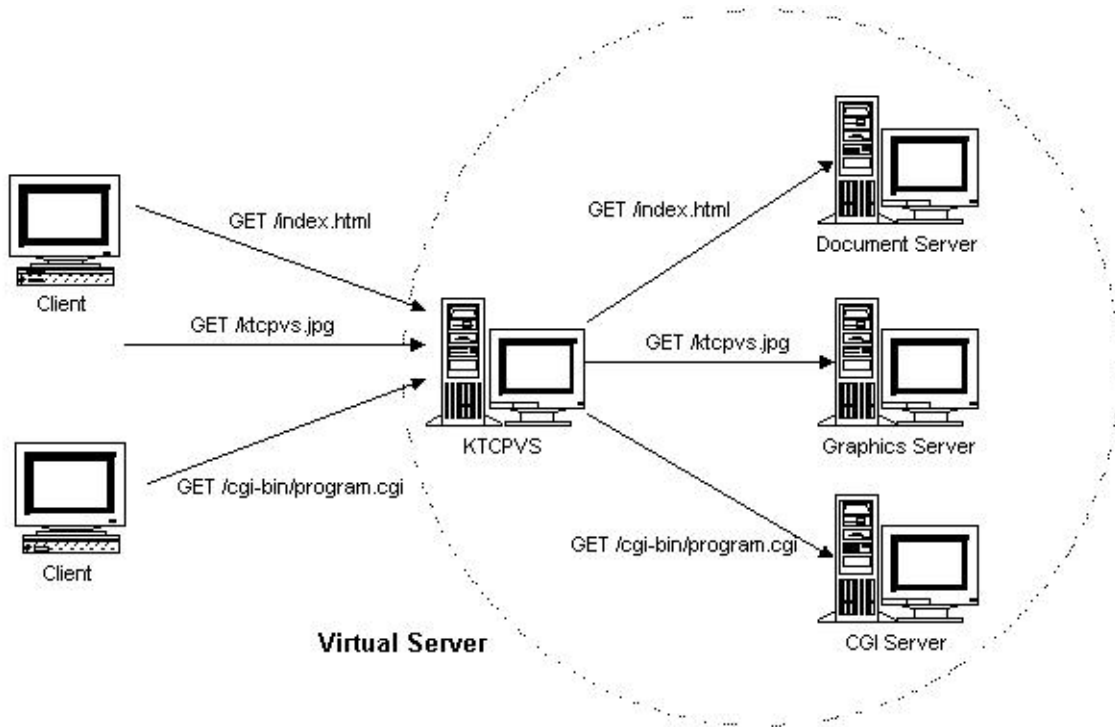 GET /index.html
GET /index.html
Document Server
Client
GET /ktcpvs.jpg
GET /ktcpvs.jpg
KTCPVS
Graphics Server
GET /cgi-bin/program.cgi
GET /cgi-bin/program.cgi
Client
Virtual Server
CGI Server